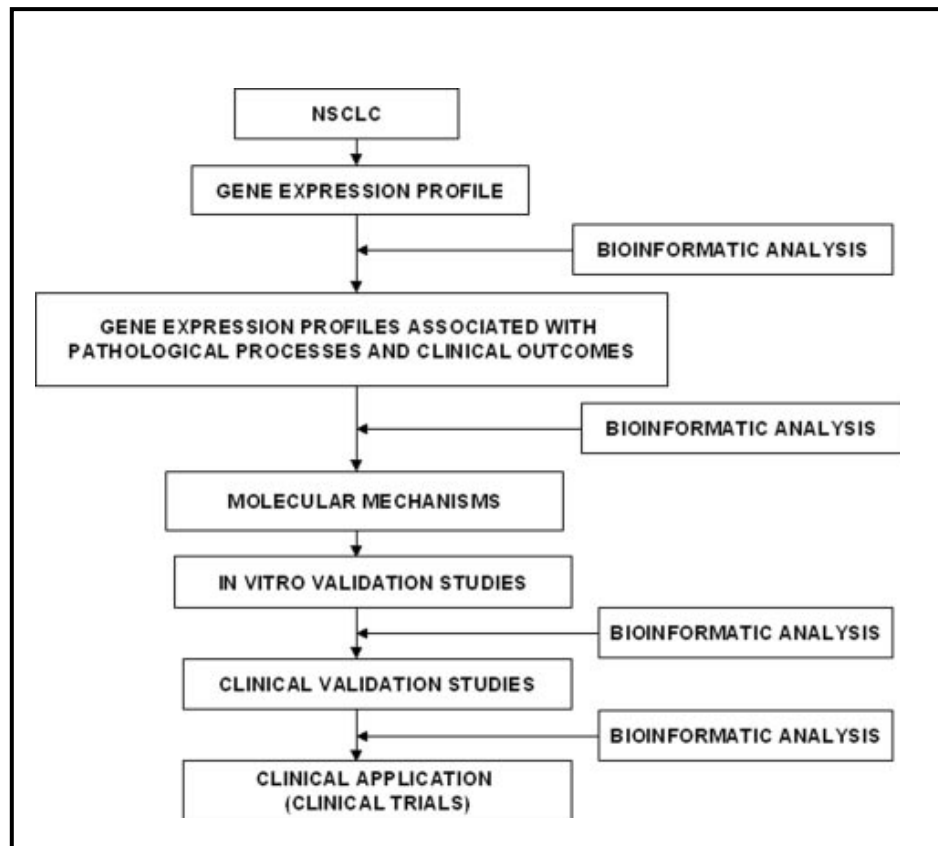 NSCLC
GENE EXPRESSION PROFILE
BIOINFORMATIC ANALYSIS
GENE EXPRESSION PROFILES ASSOCIATED WITH
PATHOLOGICAL PROCESSES AND CLINICAL OUTCOMES
BIOINFORMATIC ANALYSIS
MOLECULAR MECHANISMS
IN VITRO VALIDATION STUDIES
BIOINFORMATIC ANALYSIS
CLINICAL VALIDATION STUDIES
BIOINFORMATIC ANALYSIS
CLINICAL APPLICATION
(CLINICAL TRIALS)